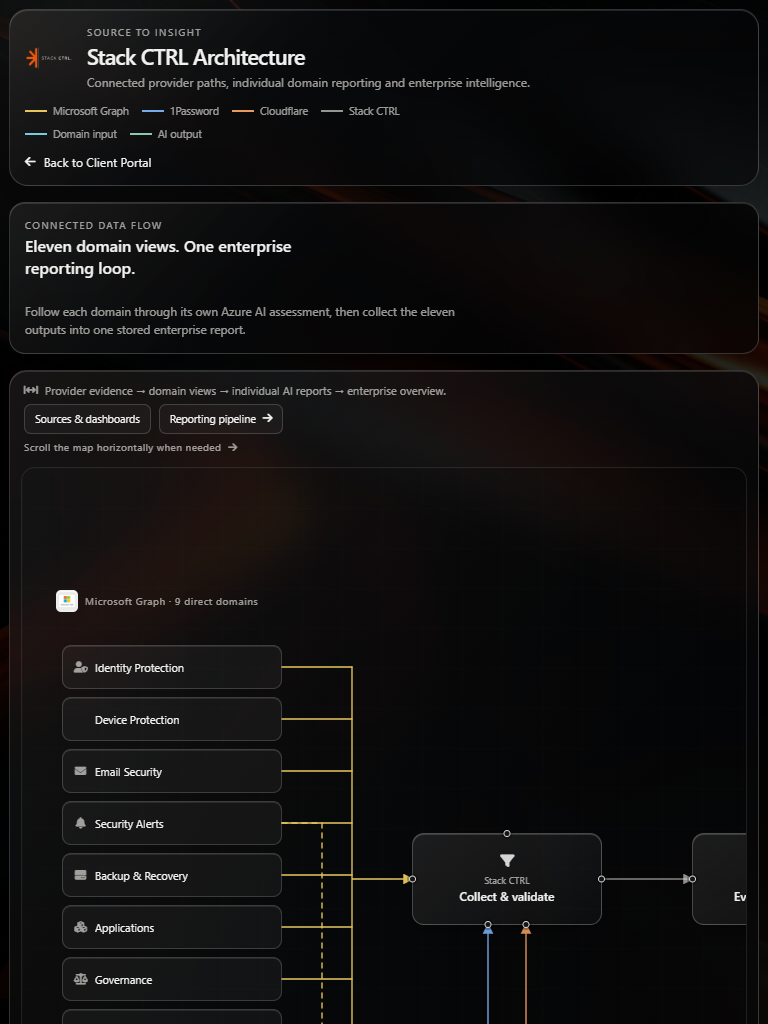 SOURCE TO INSIGHT
STACK CTRL
Stack CTRL Architecture
Connected provider paths, individual domain reporting and enterprise intelligence.
Microsoft Graph
1Password
Cloudflare
Stack CTRL
Domain input
AI output
← Back to Client Portal
CONNECTED DATA FLOW
Eleven domain views. One enterprise
reporting loop.
Follow each domain through its own Azure AI assessment, then collect the eleven
outputs into one stored enterprise report.
Provider evidence → domain views → individual AI reports → enterprise overview.
Sources & dashboards
Reporting pipeline →
Scroll the map horizontally when needed →
Microsoft Graph · 9 direct domains
Identity Protection
Device Protection
Email Security
Security Alerts
Backup & Recovery
Applications
Governance
Stack CTRL
Collect & validate
Ev